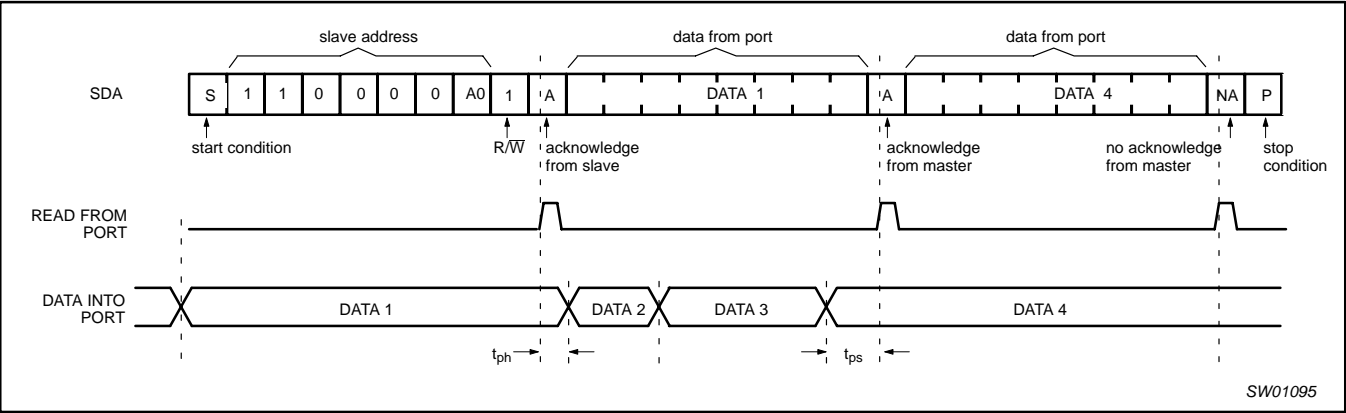 slave address data from port data from port
SDA S 1 1 0 0 0 0 A0 1 A DATA 1 A DATA 4 NA P
start condition R/W̅ acknowledge acknowledge no acknowledge stop
from slave from master from master condition
READ FROM
PORT
DATA INTO DATA 1 DATA 2 DATA 3 DATA 4
PORT
tph tps
SW01095